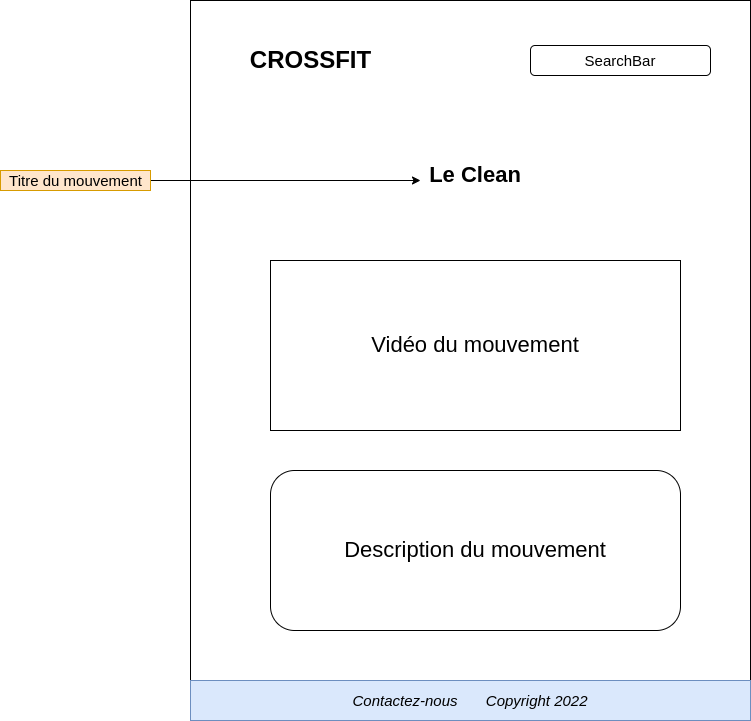 CROSSFIT
SearchBar
Titre du mouvement
Le Clean
Vidéo du mouvement
Description du mouvement
Contactez-nous Copyright 2022